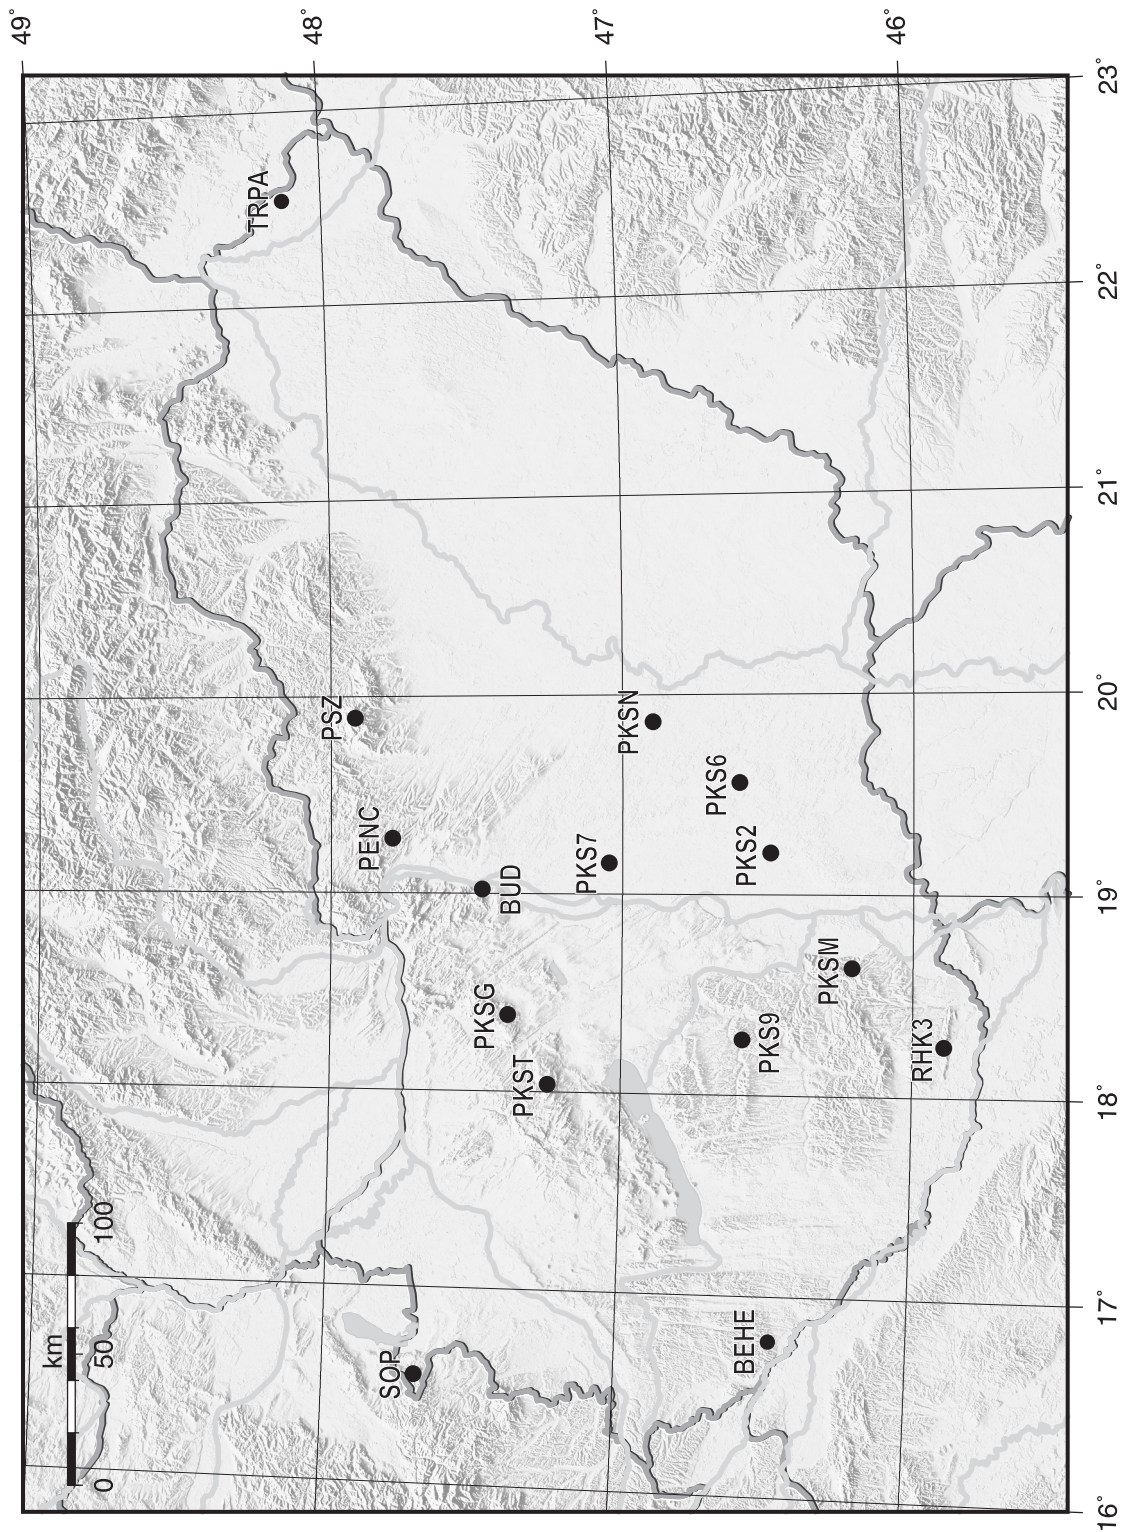 49°
48°
47°
46°
23°
22°
21°
20°
19°
18°
17°
16°
TRPA
PSZ
PENC
BUD
PKSN
PKS6
PKS7
PKS2
PKSG
PKST
PKSM
PKS9
RHK3
SOP
BEHE
km
0
50
100